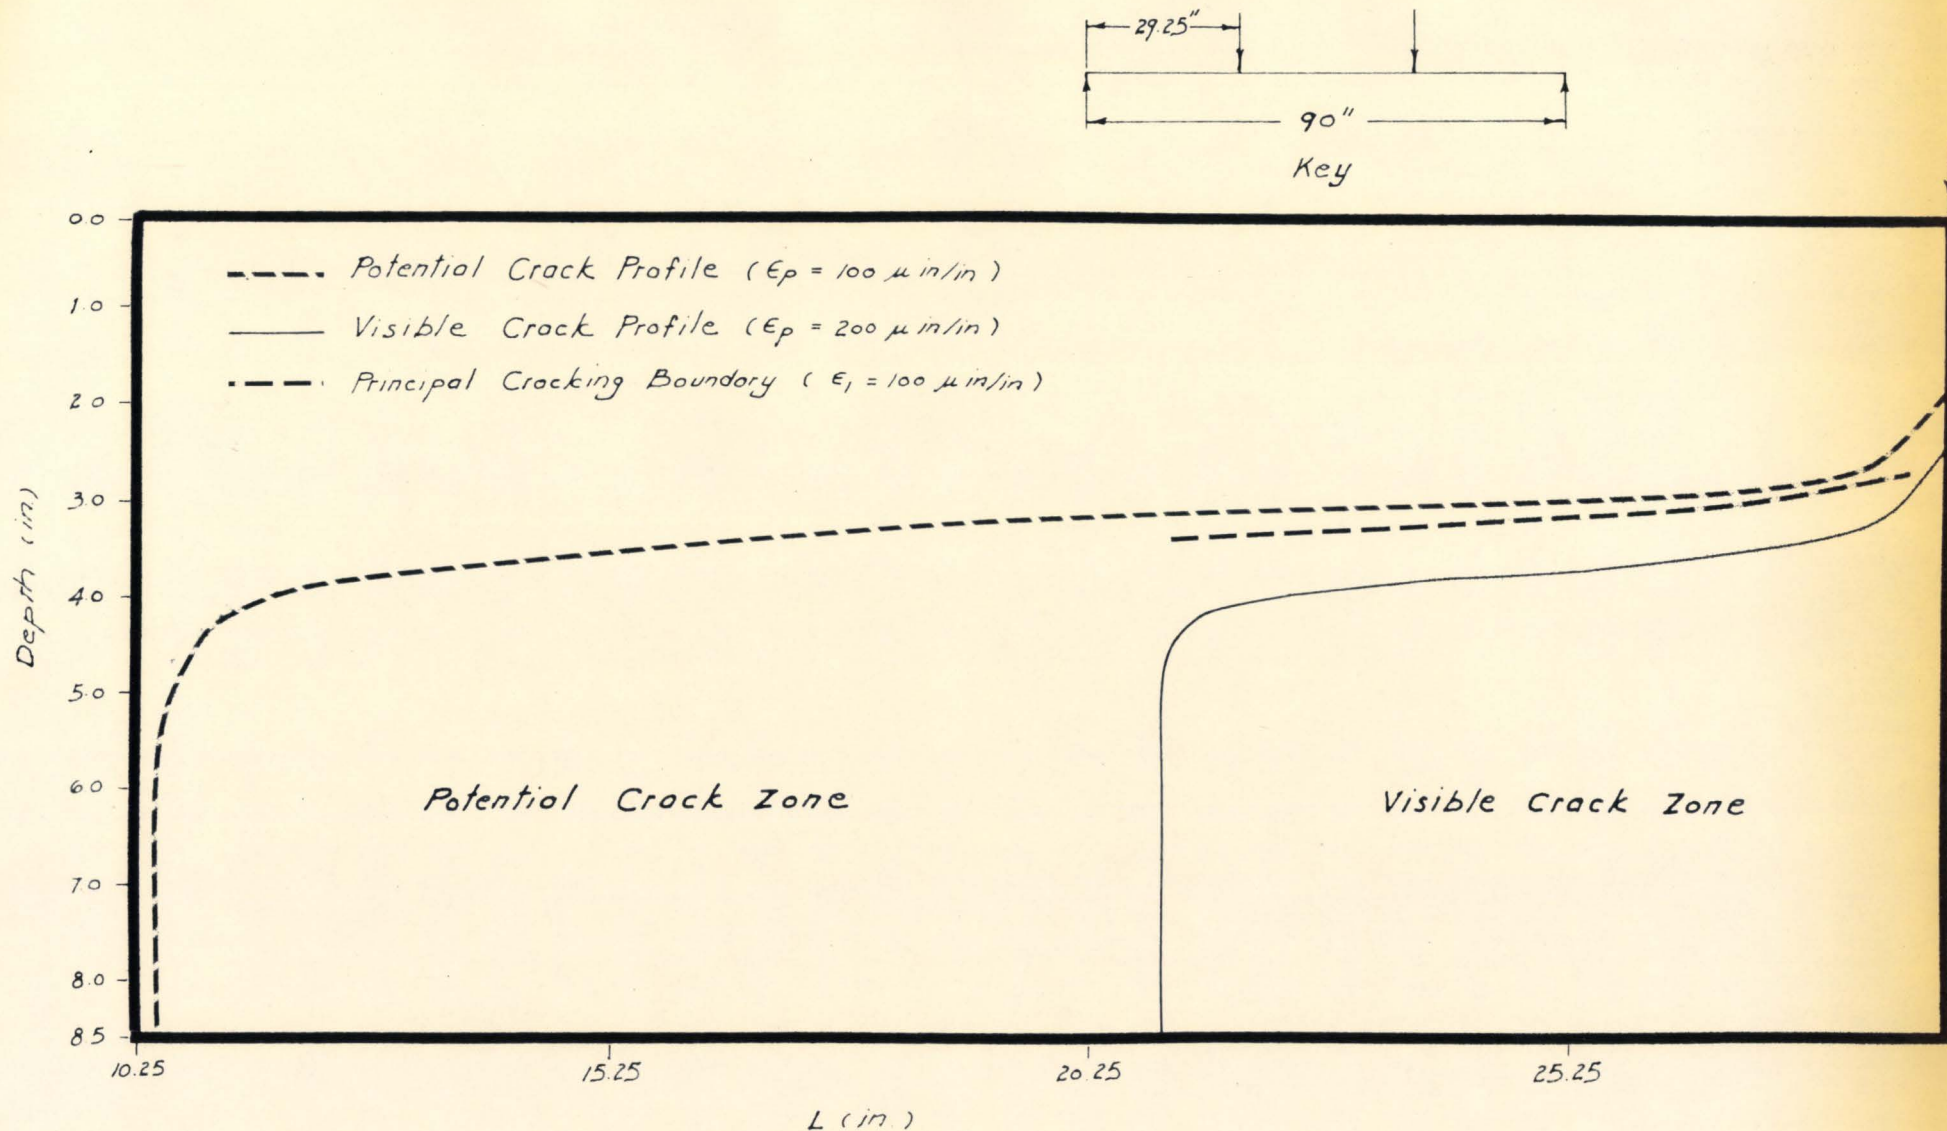 29.25"
90"
Key
0.0
1.0
2.0
3.0
4.0
5.0
6.0
7.0
8.0
8.5
Depth (in.)
Potential Crack Profile (ϵp = 100 μ in/in)
Visible Crack Profile (ϵp = 200 μ in/in)
Principal Cracking Boundary (ϵ1 = 100 μ in/in)
Potential Crack Zone
Visible Crack Zone
10.25
15.25
20.25
25.25
L (in.)